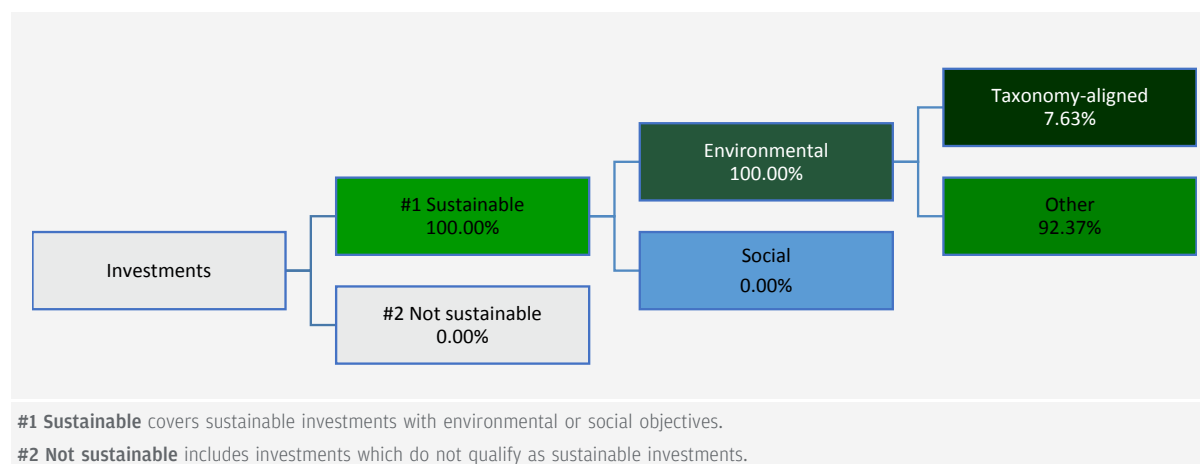 Investments
#1 Sustainable
100.00%
#2 Not sustainable
0.00%
Environmental
100.00%
Social
0.00%
Taxonomy-aligned
7.63%
Other
92.37%
#1 Sustainable covers sustainable investments with environmental or social objectives.
#2 Not sustainable includes investments which do not qualify as sustainable investments.